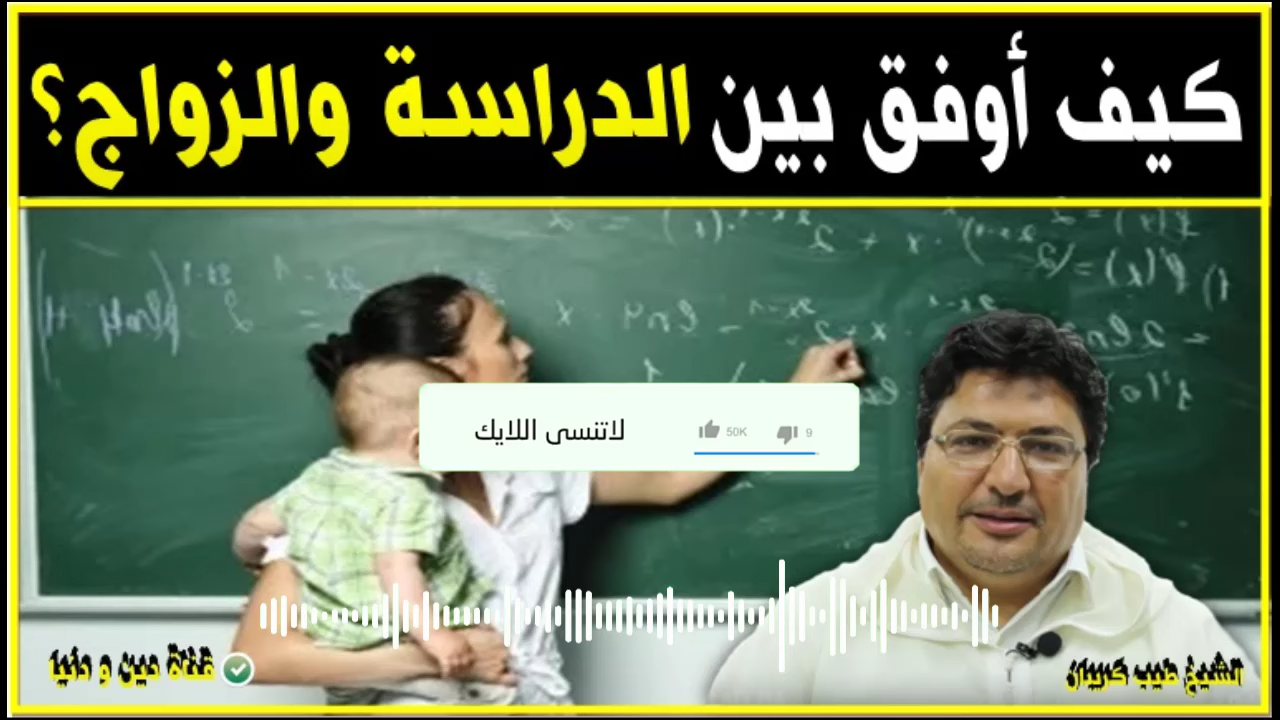 كيف أوفق بين الدراسة والزواج؟
لاتنسى اللايك
50K
9
قناة دين و دنيا
الشيخ طيب كريبان